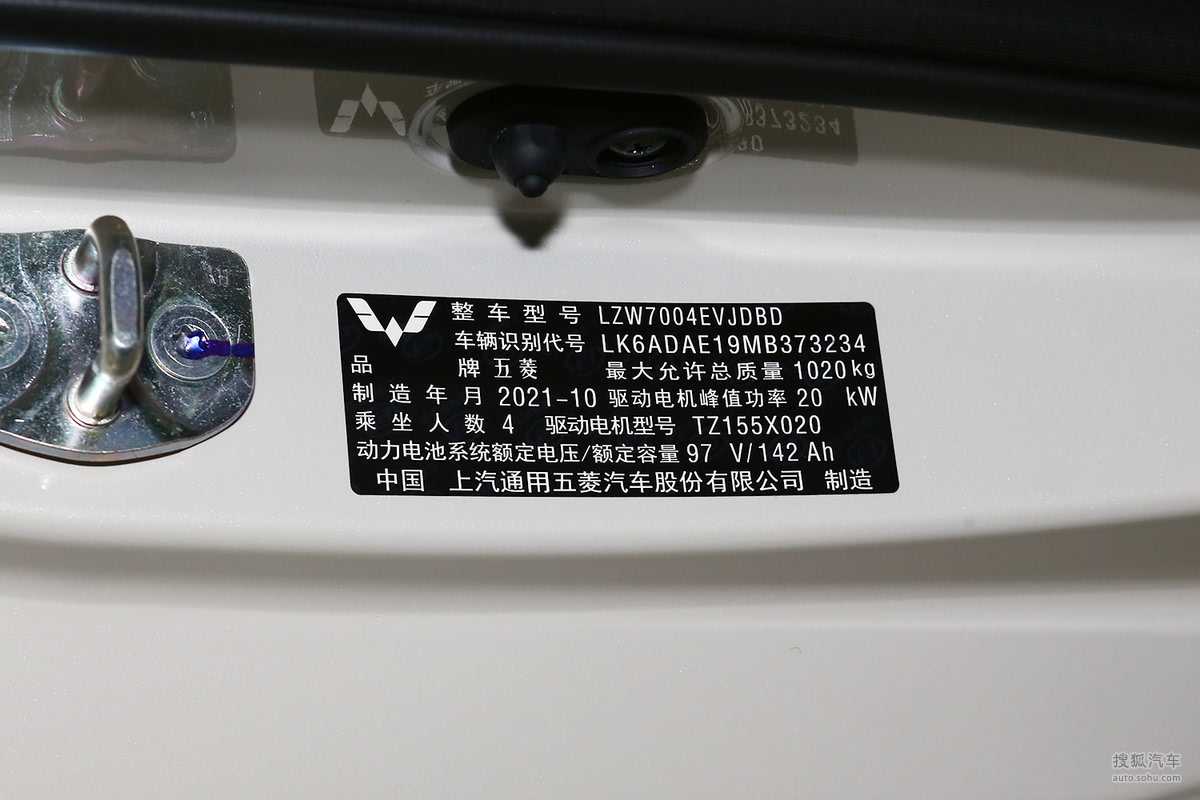 整车型号 LZW7004EVJDBD
车辆识别代号 LK6ADAE19MB373234
品牌 五菱 最大允许总质量 1020kg
制造年月 2021-10 驱动电机峰值功率 20 kW
乘坐人数 4 驱动电机型号 TZ155X020
动力电池系统额定电压/额定容量 97 V/142 Ah
中国 上汽通用五菱汽车股份有限公司 制造
搜狐汽车
auto.sohu.com